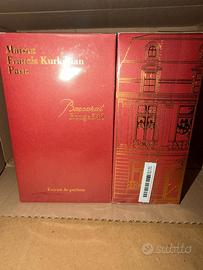 Maison
Francis Kurkdjian
Paris
Baccarat
Rouge 540
Extrait de parfum
subito